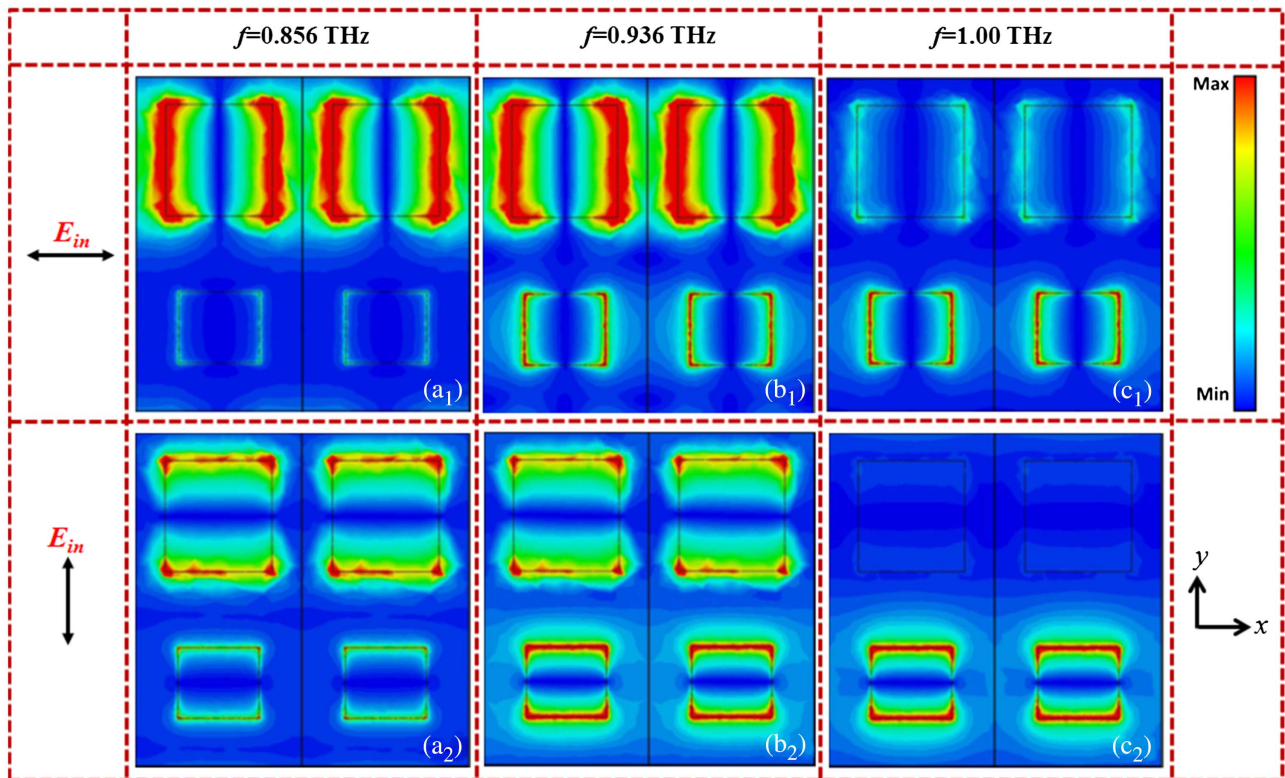 f=0.856 THz
f=0.936 THz
f=1.00 THz
E_in
(a₁)
(b₁)
(c₁)
Max
Min
E_in
(a₂)
(b₂)
(c₂)
y
x